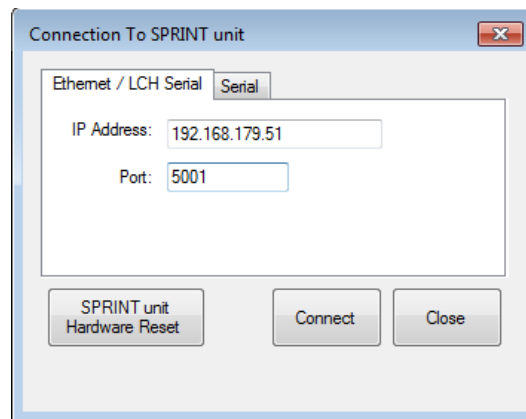 Connection To SPRINT unit
Ethernet / LCH Serial
Serial
IP Address: 192.168.179.51
Port: 5001
SPRINT unit
Hardware Reset
Connect
Close